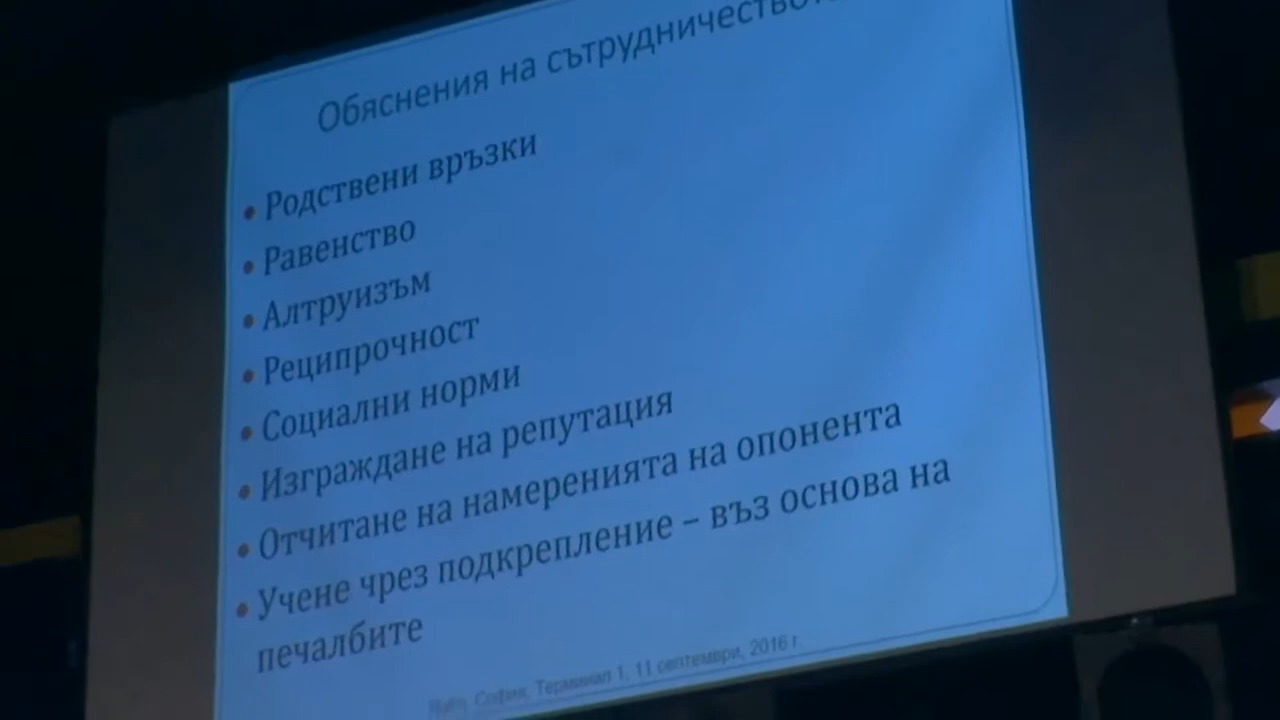 Обяснения на сътрудничеството
• Родствени връзки
• Равенство
• Алтруизъм
• Реципрочност
• Социални норми
• Изграждане на репутация
• Отчитане на намеренията на опонента
• Учене чрез подкрепление – въз основа на
печалбите
София, Терминал 1, 11 септември, 2016 г.